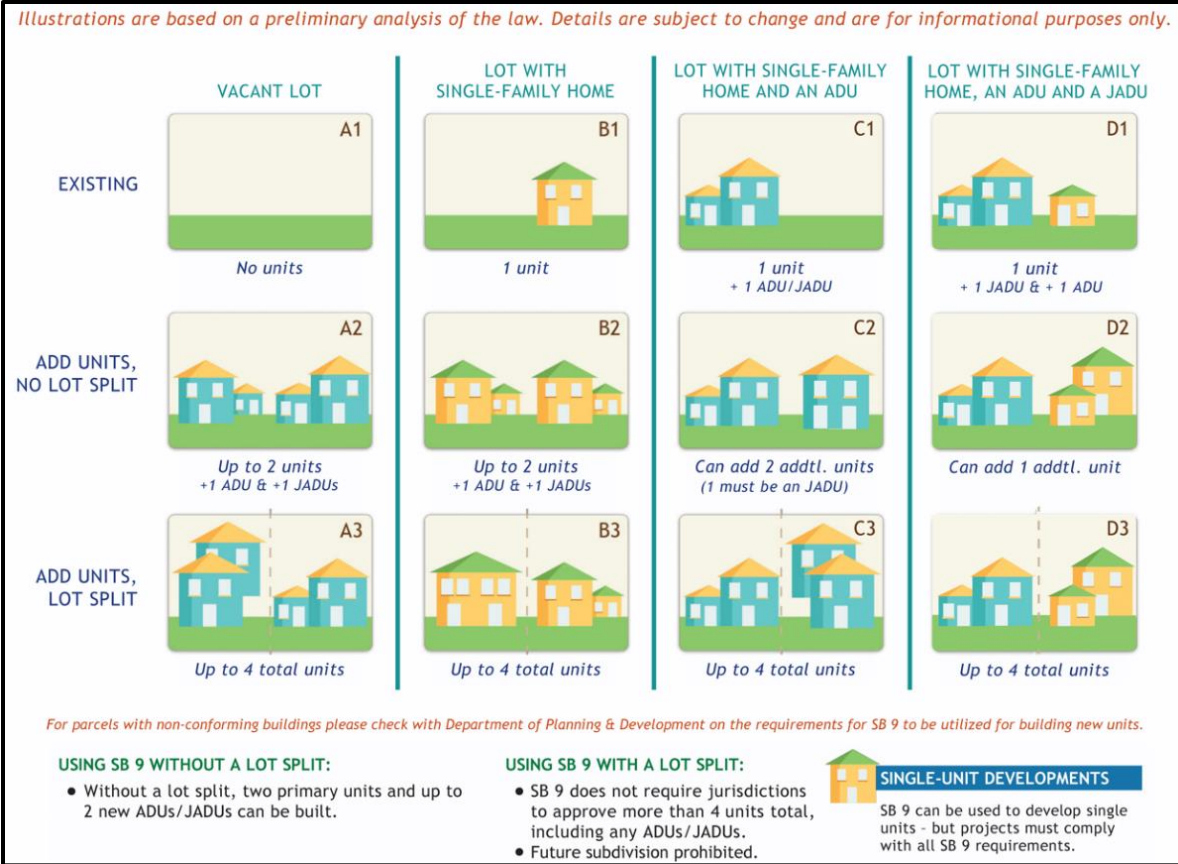 Illustrations are based on a preliminary analysis of the law. Details are subject to change and are for informational purposes only.
VACANT LOT
LOT WITH
SINGLE-FAMILY HOME
LOT WITH SINGLE-FAMILY
HOME AND AN ADU
LOT WITH SINGLE-FAMILY
HOME, AN ADU AND A JADU
EXISTING
A1
B1
C1
D1
No units
1 unit
1 unit
+ 1 ADU/JADU
1 unit
+ 1 JADU & + 1 ADU
ADD UNITS,
NO LOT SPLIT
A2
B2
C2
D2
Up to 2 units
+1 ADU & +1 JADUs
Up to 2 units
+1 ADU & +1 JADUs
Can add 2 addtl. units
(1 must be an JADU)
Can add 1 addtl. unit
ADD UNITS,
LOT SPLIT
A3
B3
C3
D3
Up to 4 total units
Up to 4 total units
Up to 4 total units
Up to 4 total units
For parcels with non-conforming buildings please check with Department of Planning & Development on the requirements for SB 9 to be utilized for building new units.
USING SB 9 WITHOUT A LOT SPLIT:
• Without a lot split, two primary units and up to
2 new ADUs/JADUs can be built.
USING SB 9 WITH A LOT SPLIT:
• SB 9 does not require jurisdictions
to approve more than 4 units total,
including any ADUs/JADUs.
• Future subdivision prohibited.
SINGLE-UNIT DEVELOPMENTS
SB 9 can be used to develop single
units - but projects must comply
with all SB 9 requirements.